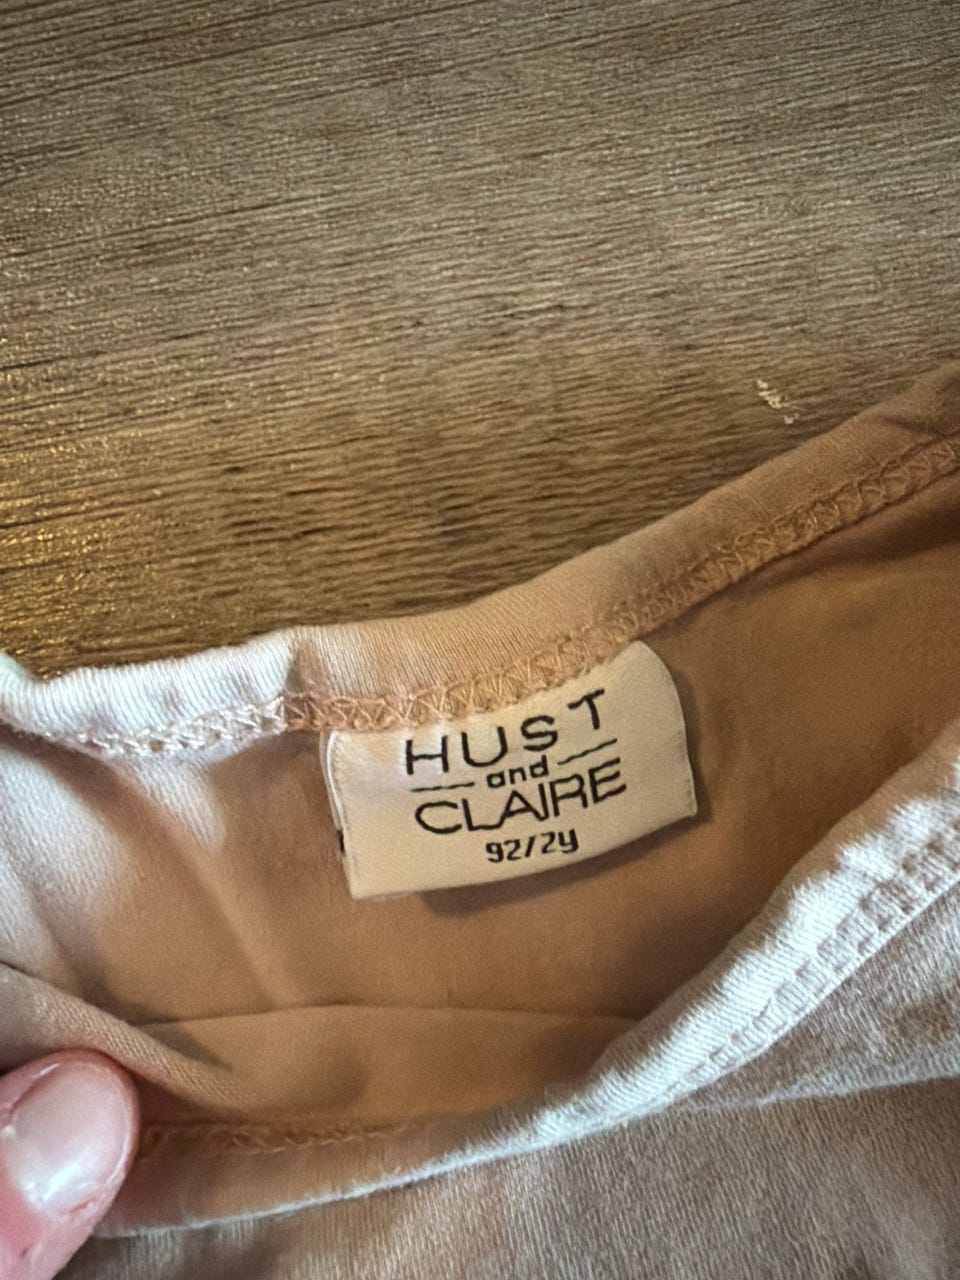 HUST
and
CLAIRE
92/2y